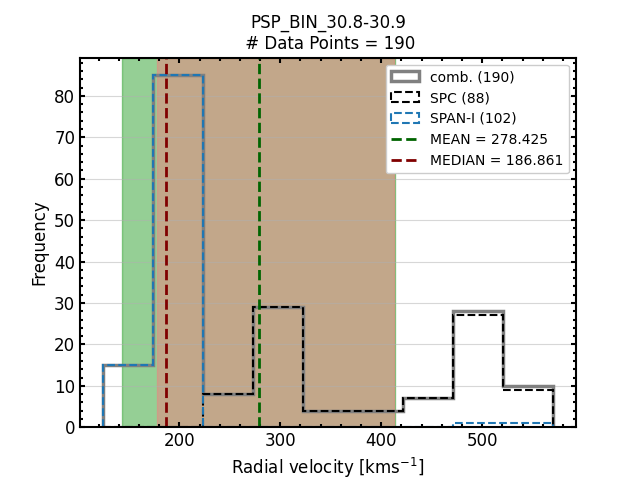 PSP_BIN_30.8-30.9
# Data Points = 190
comb. (190)
SPC (88)
SPAN-I (102)
MEAN = 278.425
MEDIAN = 186.861
Frequency
80
70
60
50
40
30
20
10
0
200 300 400 500
Radial velocity [kms⁻¹]